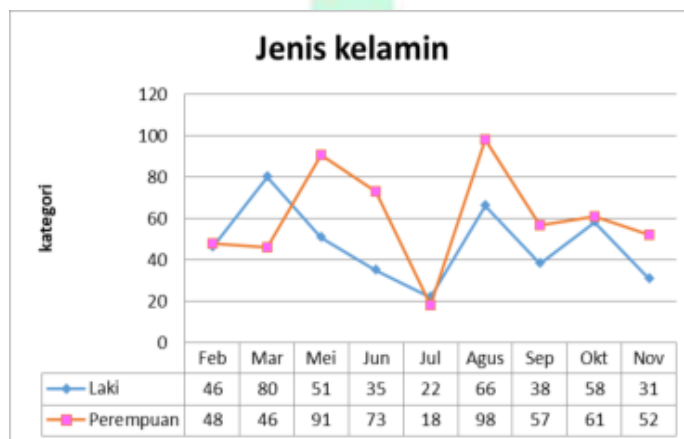 Jenis kelamin
kategori
120
100
80
60
40
20
0
Feb Mar Mei Jun Jul Agus Sep Okt Nov
Laki 46 80 51 35 22 66 38 58 31
Perempuan 48 46 91 73 18 98 57 61 52